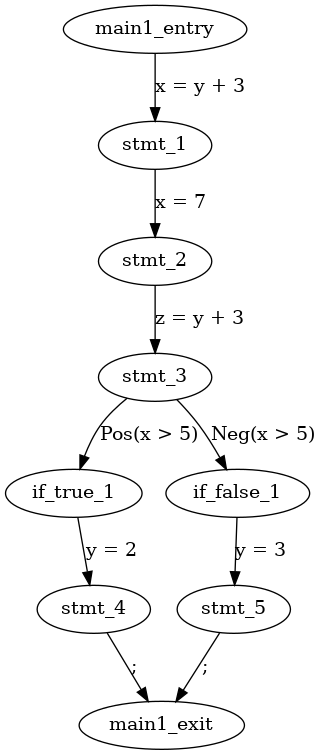 main1_entry
x = y + 3
stmt_1
x = 7
stmt_2
z = y + 3
stmt_3
Pos(x > 5) Neg(x > 5)
if_true_1 if_false_1
y = 2 y = 3
stmt_4 stmt_5
; ;
main1_exit